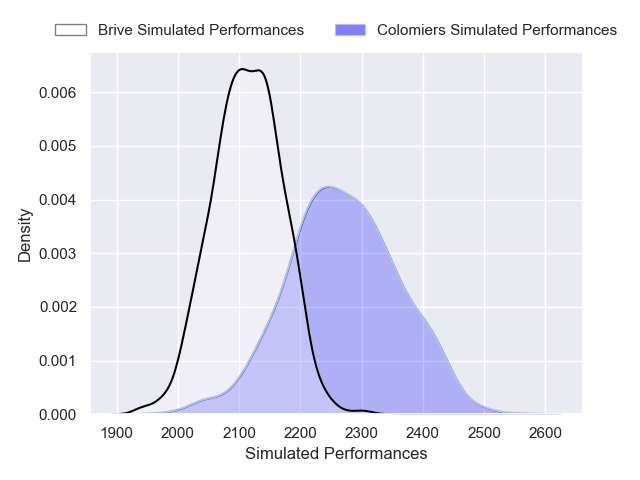 Brive Simulated Performances Colomiers Simulated Performances
0.006
0.005
0.004
0.003
0.002
0.001
0.000
Density
1900 2000 2100 2200 2300 2400 2500 2600
Simulated Performances